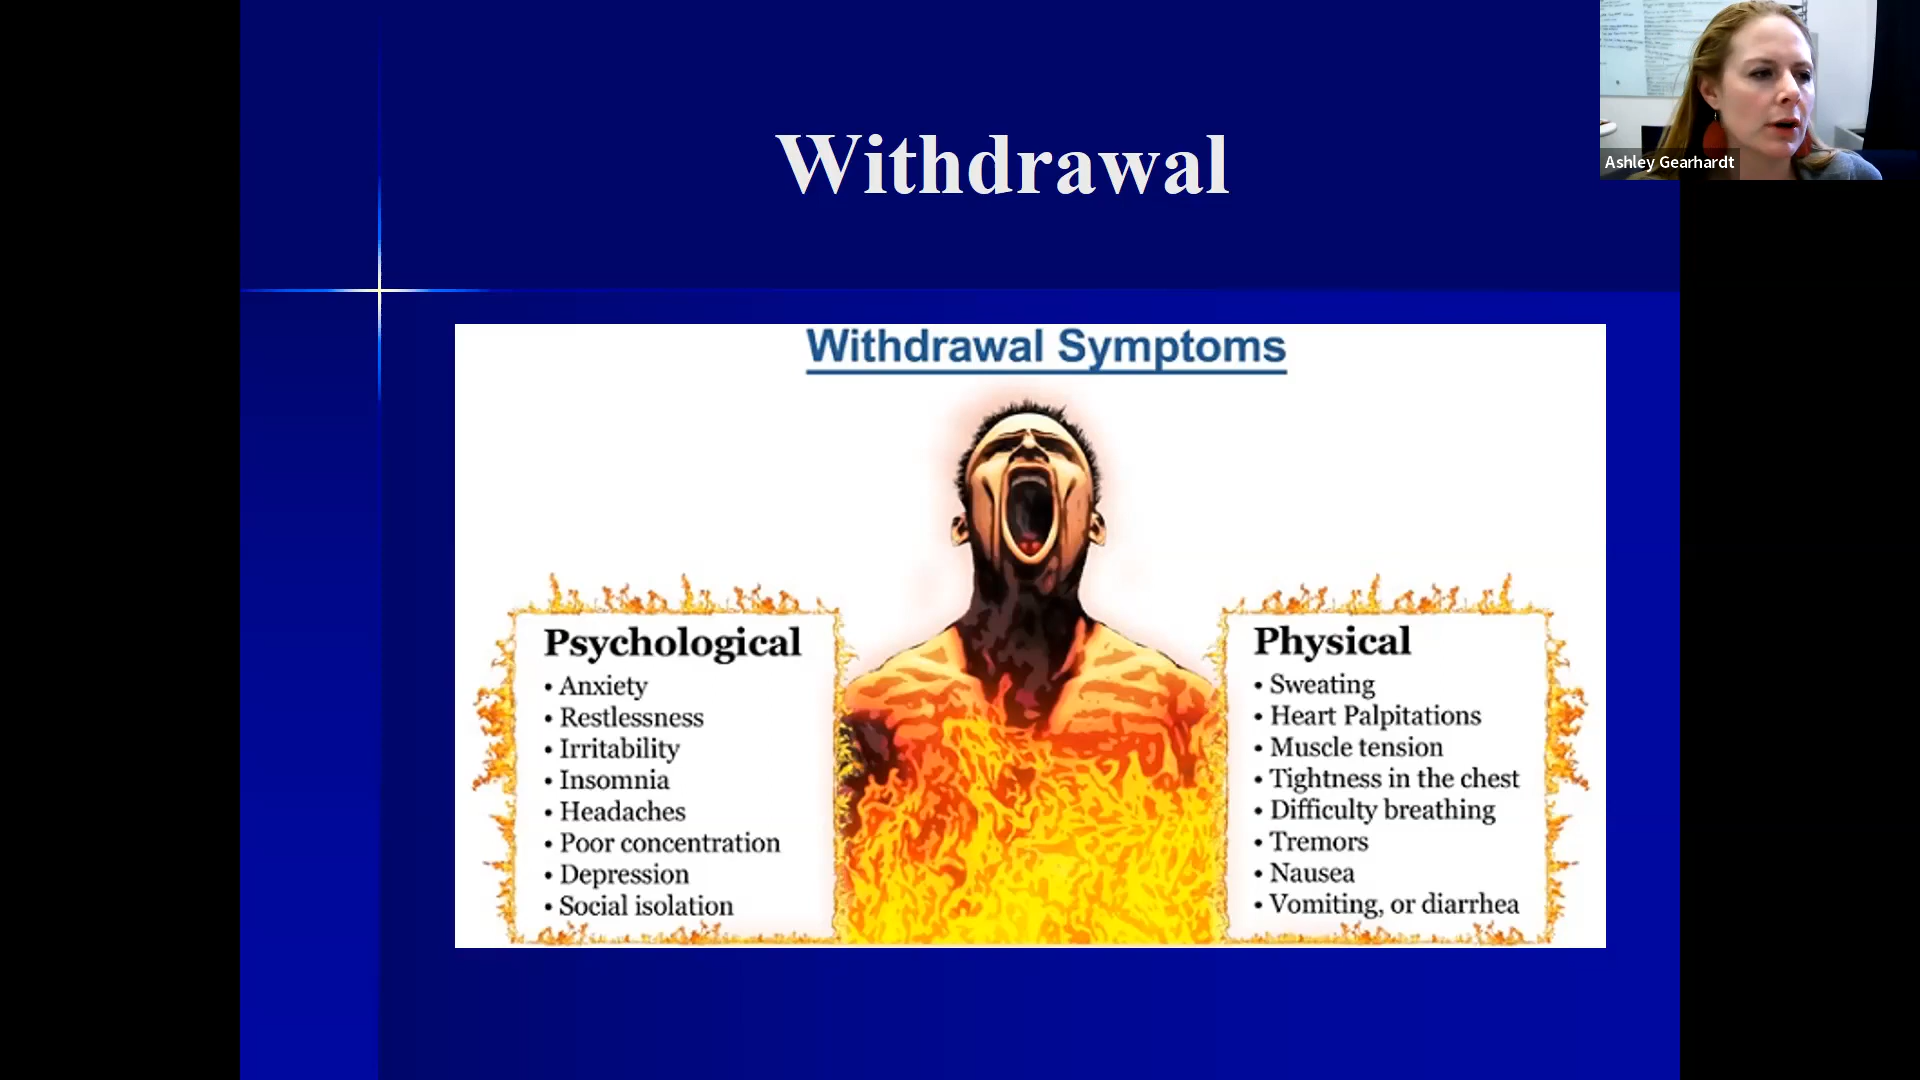 Withdrawal
Ashley Gearhardt
Withdrawal Symptoms
Psychological
• Anxiety
• Restlessness
• Irritability
• Insomnia
• Headaches
• Poor concentration
• Depression
• Social isolation
Physical
• Sweating
• Heart Palpitations
• Muscle tension
• Tightness in the chest
• Difficulty breathing
• Tremors
• Nausea
• Vomiting, or diarrhea